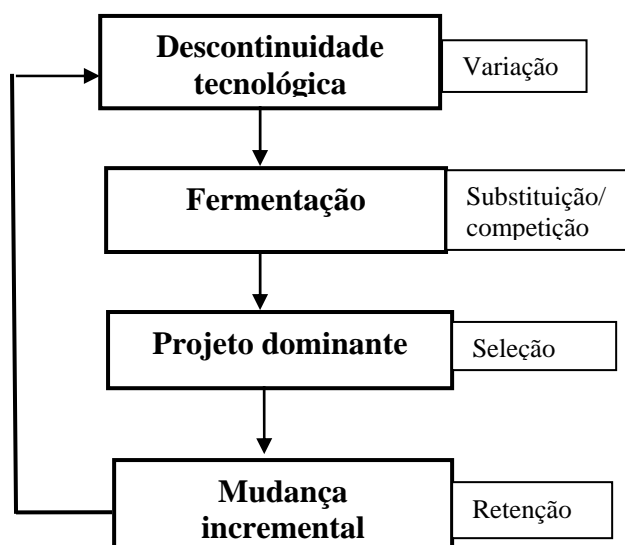 Descontinuidade
tecnológica
Variação
Fermentação
Substituição/
competição
Projeto dominante
Seleção
Mudança
incremental
Retenção